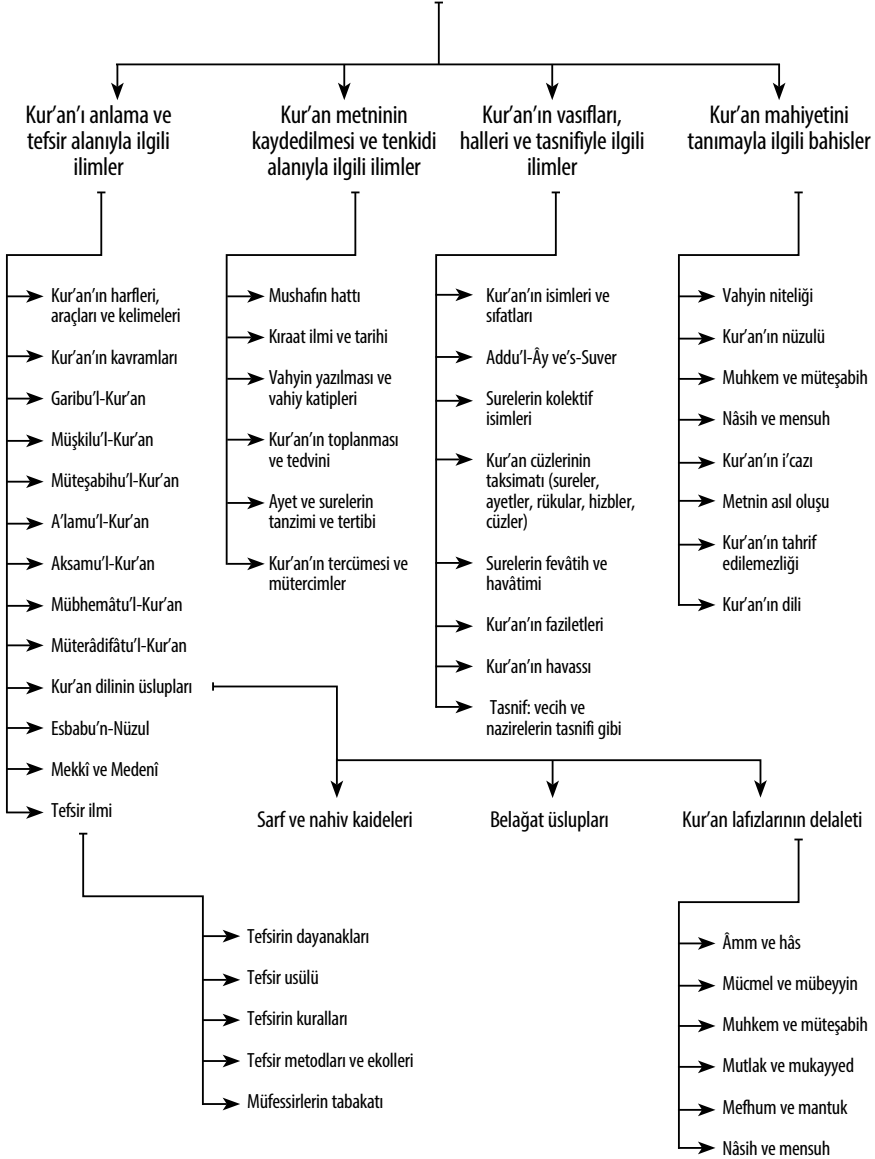 Kur'an'ı anlama ve
tefsir alanıyla ilgili
ilimler
Kur'an metninin
kaydedilmesi ve tenkidi
alanıyla ilgili ilimler
Kur'an'ın vasıfları,
halleri ve tasnifiyle ilgili
ilimler
Kur'an mahiyetini
tanımayla ilgili bahisler
Kur'an'ın harfleri,
araçları ve kelimeleri
Kur'an'ın kavramları
Garibu'l-Kur'an
Müşkilu'l-Kur'an
Müteşabihu'l-Kur'an
A'lamu'l-Kur'an
Aksamu'l-Kur'an
Mübhemâtu'l-Kur'an
Müterâdifâtu'l-Kur'an
Kur'an dilinin üslupları
Esbabu'n-Nüzul
Mekkî ve Medenî
Tefsir ilmi
Mushafın hattı
Kıraat ilmi ve tarihi
Vahyin yazılması ve
vahiy katipleri
Kur'an'ın toplanması
ve tedvini
Ayet ve surelerin
tanzimi ve tertibi
Kur'an'ın tercümesi ve
mütercimler
Kur'an'ın isimleri ve
sıfatları
Addu'l-Ây ve's-Suver
Surelerin kolektif
isimleri
Kur'an cüzlerinin
taksimatı (sureler,
ayetler, rükular, hizbler,
cüzler)
Surelerin fevâtih ve
havâtimi
Kur'an'ın faziletleri
Kur'an'ın havassı
Tasnif: vecih ve
nazirelerin tasnifi gibi
Vahyin niteliği
Kur'an'ın nüzulü
Muhkem ve müteşabih
Nâsih ve mensuh
Kur'an'ın i'cazı
Metnin asıl oluşu
Kur'an'ın tahrif
edilemezliği
Kur'an'ın dili
Sarf ve nahiv kaideleri
Belağat üslupları
Kur'an lafızlarının delaleti
Tefsirin dayanakları
Tefsir usülü
Tefsirin kuralları
Tefsir metodları ve ekolleri
Müfessirlerin tabakatı
Âmm ve hâs
Mücmel ve mübeyyin
Muhkem ve müteşabih
Mutlak ve mukayyed
Mefhum ve mantuk
Nâsih ve mensuh